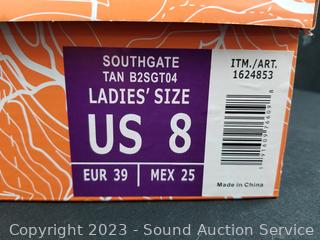 SOUTHGATE
TAN B2SGT04
LADIES' SIZE
US 8
EUR 39 | MEX 25
ITM./ART.
1624853
Made in China
Copyright © 2023 - Sound Auction Service